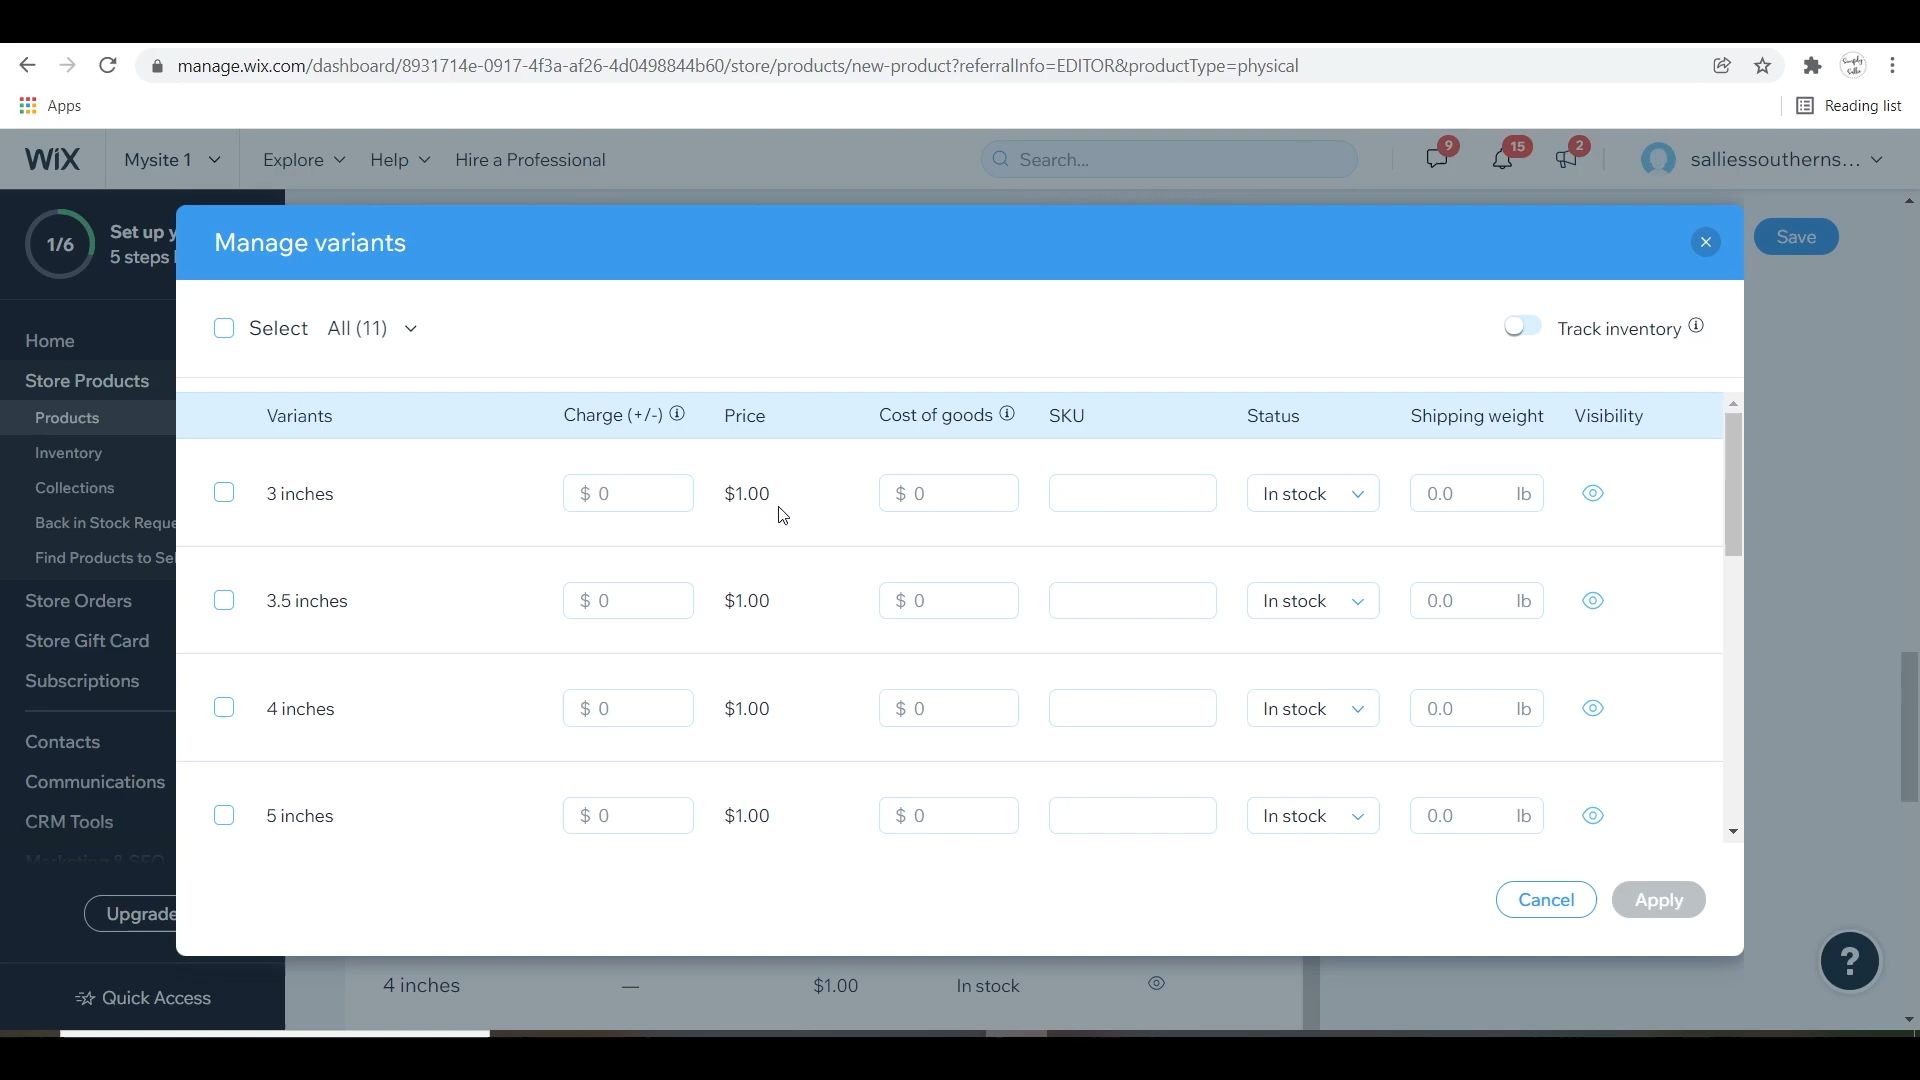 manage.wix.com/dashboard/8931714e-0917-4f3a-af26-4d0498844b60/store/products/new-product?referralInfo=EDITOR&productType=physical
Apps
Reading list
WiX
Mysite 1
Explore
Help
Hire a Professional
Search...
9
15
2
salliessoutherns...
1/6
Set up y
5 steps
Manage variants
Save
Select All (11)
Track inventory
Home
Store Products
Products
Inventory
Collections
Back in Stock Reque
Find Products to Sel
Store Orders
Store Gift Card
Subscriptions
Contacts
Communications
CRM Tools
Marketing & SEO
Upgrade
Quick Access
Variants Charge (+/-) Price Cost of goods SKU Status Shipping weight Visibility
3 inches $ 0 $1.00 $ 0 In stock 0.0 lb
3.5 inches $ 0 $1.00 $ 0 In stock 0.0 lb
4 inches $ 0 $1.00 $ 0 In stock 0.0 lb
5 inches $ 0 $1.00 $ 0 In stock 0.0 lb
Cancel
Apply
?
4 inches — $1.00 In stock